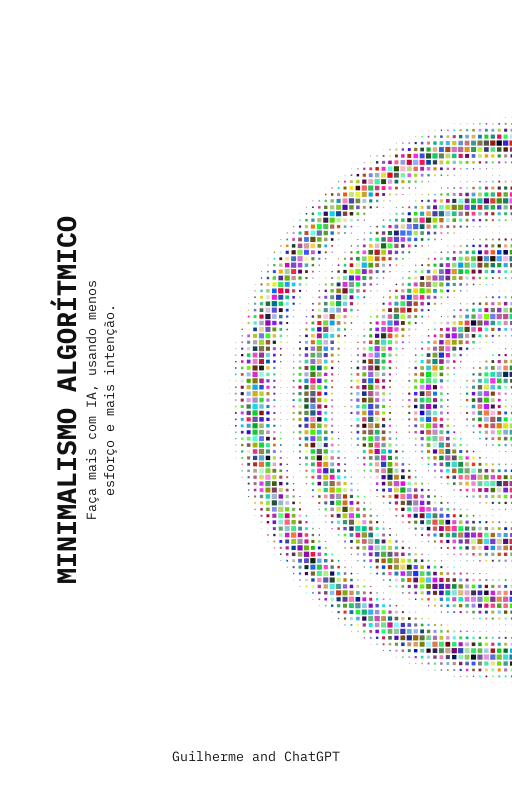 MINIMALISMO ALGORÍTMICO
Faça mais com IA, usando menos
esforço e mais intenção.
Guilherme and ChatGPT